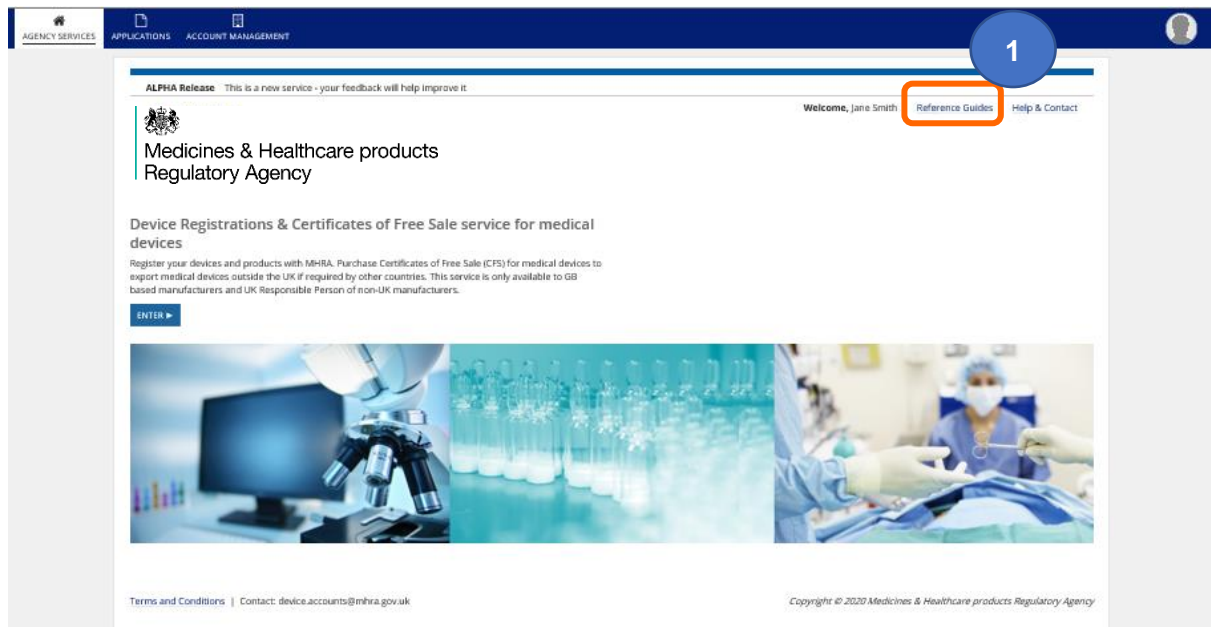 AGENCY SERVICES
APPLICATIONS
ACCOUNT MANAGEMENT
1
ALPHA Release This is a new service - your feedback will help improve it
Welcome, Jane Smith Reference Guides Help & Contact
Medicines & Healthcare products
Regulatory Agency
Device Registrations & Certificates of Free Sale service for medical
devices
Register your devices and products with MHRA. Purchase Certificates of Free Sale (CFS) for medical devices to
export medical devices outside the UK if required by other countries. This service is only available to GB
based manufacturers and UK Responsible Person of non-UK manufacturers.
ENTER ►
Terms and Conditions | Contact: device.accounts@mhra.gov.uk
Copyright © 2020 Medicines & Healthcare products Regulatory Agency